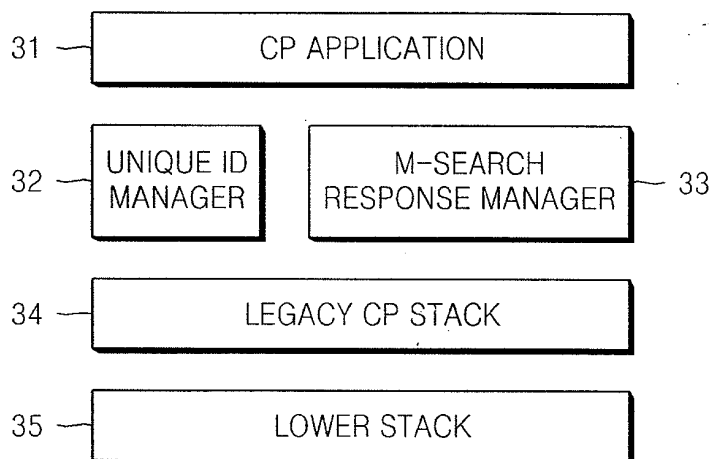 31 CP APPLICATION
32 UNIQUE ID
MANAGER
M-SEARCH
RESPONSE MANAGER 33
34 LEGACY CP STACK
35 LOWER STACK